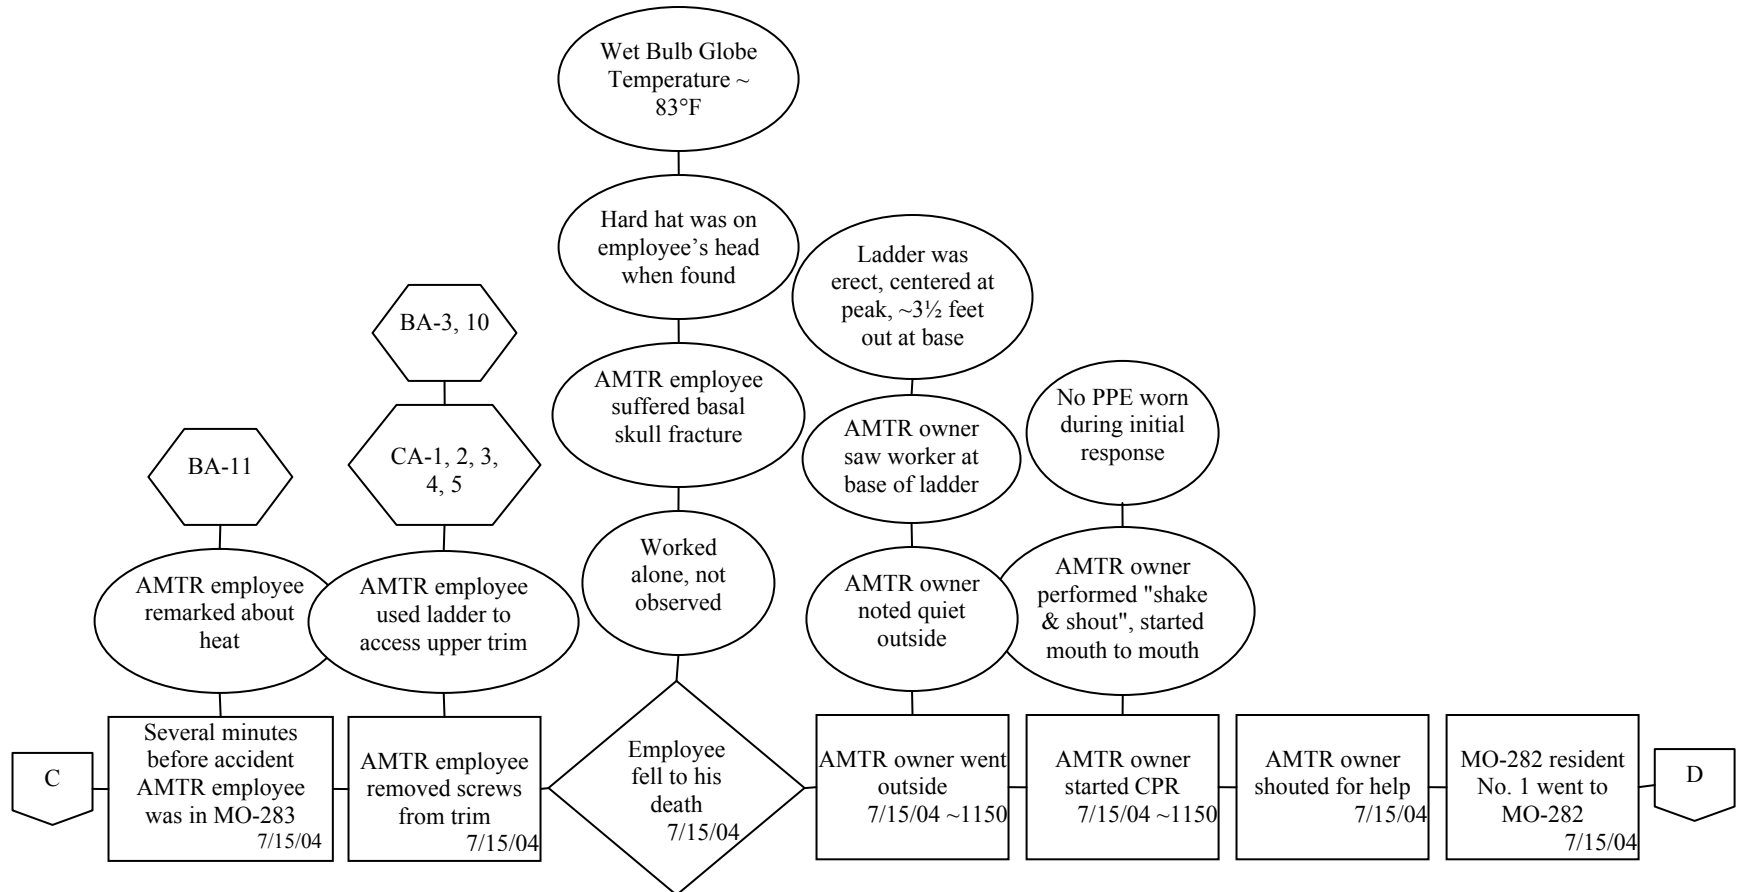 Wet Bulb Globe
Temperature ~
83°F
Hard hat was on
employee’s head
when found
Ladder was
erect, centered at
peak, ~3½ feet
out at base
BA-3, 10
AMTR employee
suffered basal
skull fracture
No PPE worn
during initial
response
BA-11
CA-1, 2, 3,
4, 5
AMTR owner
saw worker at
base of ladder
Worked
alone, not
observed
AMTR employee
remarked about
heat
AMTR employee
used ladder to
access upper trim
AMTR owner
noted quiet
outside
AMTR owner
performed "shake
& shout", started
mouth to mouth
C
Several minutes
before accident
AMTR employee
was in MO-283
7/15/04
AMTR employee
removed screws
from trim
7/15/04
Employee
fell to his
death
7/15/04
AMTR owner went
outside
7/15/04 ~1150
AMTR owner
started CPR
7/15/04 ~1150
AMTR owner
shouted for help
7/15/04
MO-282 resident
No. 1 went to
MO-282
7/15/04
D